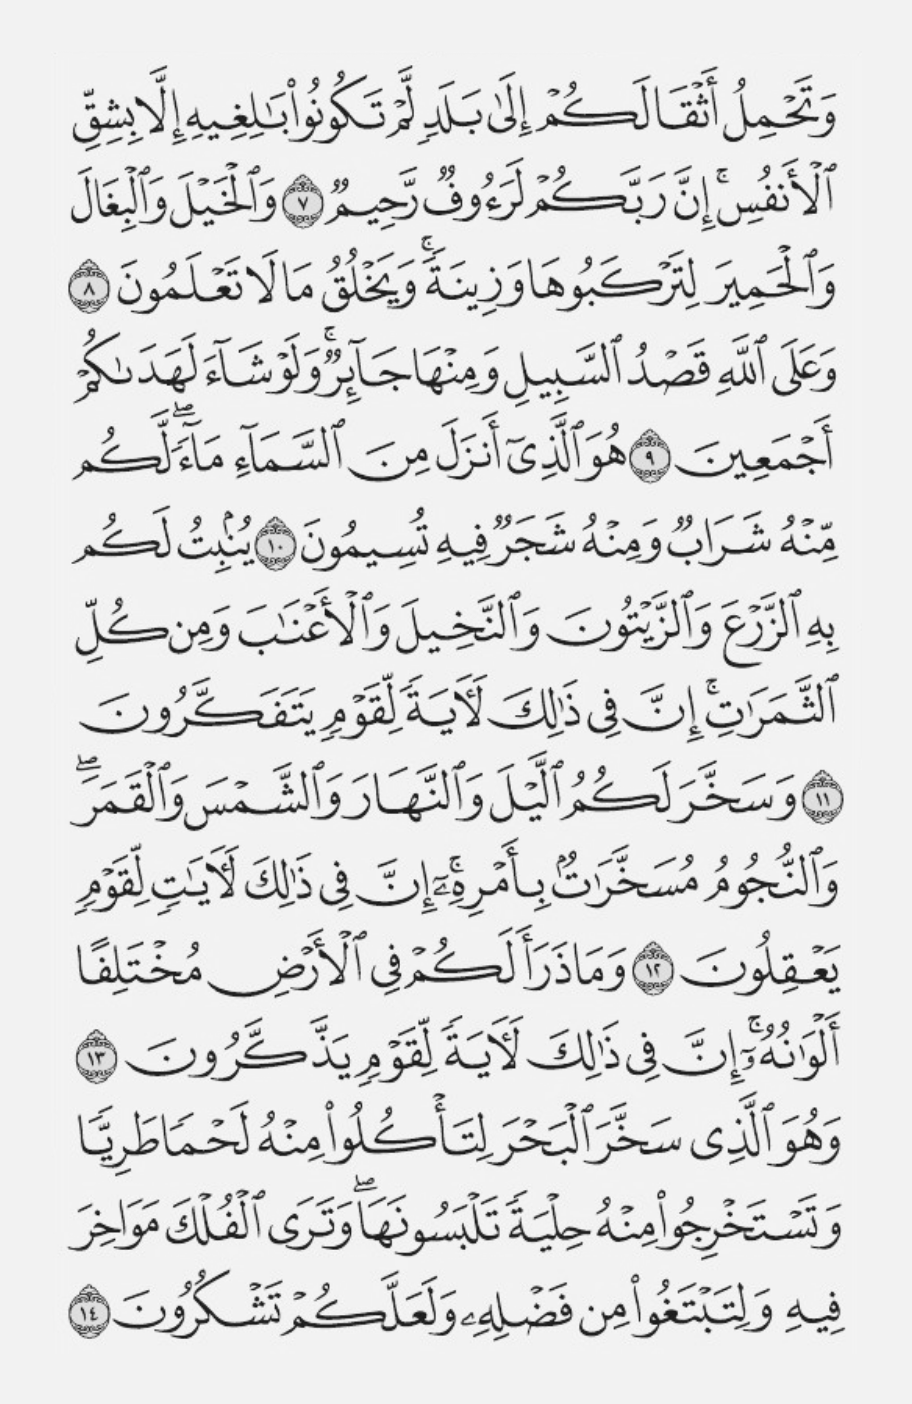 وَتَحْمِلُ أَثْقَالَكُمْ إِلَىٰ بَلَدٍ لَّمْ تَكُونُوا۟ بَـٰلِغِيهِ إِلَّا بِشِقِّ
ٱلْأَنفُسِ ۚ إِنَّ رَبَّكُمْ لَرَءُوفٌ رَّحِيمٌ ٧ وَٱلْخَيْلَ وَٱلْبِغَالَ
وَٱلْحَمِيرَ لِتَرْكَبُوهَا وَزِينَةً ۚ وَيَخْلُقُ مَا لَا تَعْلَمُونَ ٨
وَعَلَى ٱللَّهِ قَصْدُ ٱلسَّبِيلِ وَمِنْهَا جَآئِرٌ ۚ وَلَوْ شَآءَ لَهَدَىٰكُمْ
أَجْمَعِينَ ٩ هُوَ ٱلَّذِىٓ أَنزَلَ مِنَ ٱلسَّمَآءِ مَآءً ۖ لَّكُم
مِّنْهُ شَرَابٌ وَمِنْهُ شَجَرٌ فِيهِ تُسِيمُونَ ١٠ يُنۢبِتُ لَكُم
بِهِ ٱلزَّرْعَ وَٱلزَّيْتُونَ وَٱلنَّخِيلَ وَٱلْأَعْنَـٰبَ وَمِن كُلِّ
ٱلثَّمَرَٰتِ ۗ إِنَّ فِى ذَٰلِكَ لَـَٔايَةً لِّقَوْمٍ يَتَفَكَّرُونَ
١١ وَسَخَّرَ لَكُمُ ٱلَّيْلَ وَٱلنَّهَارَ وَٱلشَّمْسَ وَٱلْقَمَرَ ۖ
وَٱلنُّجُومُ مُسَخَّرَٰتٌۢ بِأَمْرِهِۦٓ ۗ إِنَّ فِى ذَٰلِكَ لَـَٔايَـٰتٍ لِّقَوْمٍ
يَعْقِلُونَ ١٢ وَمَا ذَرَأَ لَكُمْ فِى ٱلْأَرْضِ مُخْتَلِفًا
أَلْوَٰنُهُۥٓ ۗ إِنَّ فِى ذَٰلِكَ لَـَٔايَةً لِّقَوْمٍ يَذَّكَّرُونَ ١٣
وَهُوَ ٱلَّذِى سَخَّرَ ٱلْبَحْرَ لِتَأْكُلُوا۟ مِنْهُ لَحْمًا طَرِيًّا
وَتَسْتَخْرِجُوا۟ مِنْهُ حِلْيَةً تَلْبَسُونَهَا ۖ وَتَرَى ٱلْفُلْكَ مَوَاخِرَ
فِيهِ وَلِتَبْتَغُوا۟ مِن فَضْلِهِۦ وَلَعَلَّكُمْ تَشْكُرُونَ ١٤